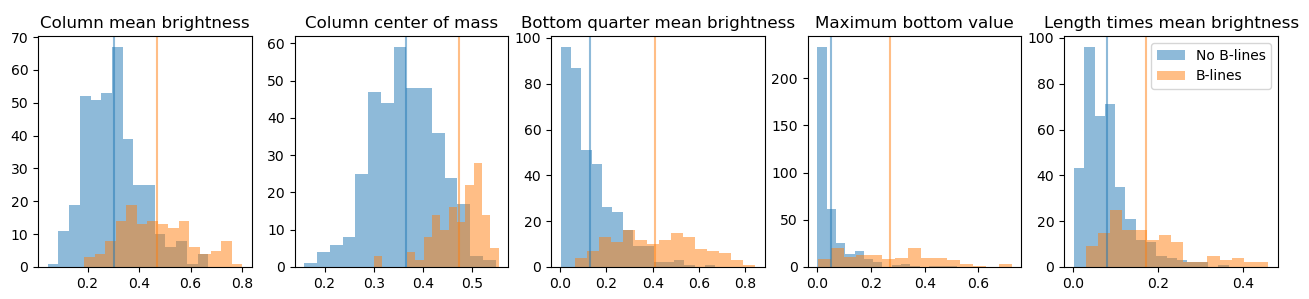 Column mean brightness
70
60
50
40
30
20
10
0
0.2 0.4 0.6 0.8
Column center of mass
60
50
40
30
20
10
0
0.2 0.3 0.4 0.5
Bottom quarter mean brightness
100
80
60
40
20
0
0.0 0.2 0.4 0.6 0.8
Maximum bottom value
200
150
100
50
0
0.0 0.2 0.4 0.6
Length times mean brightness
100
80
60
40
20
0
0.0 0.2 0.4
No B-lines
B-lines